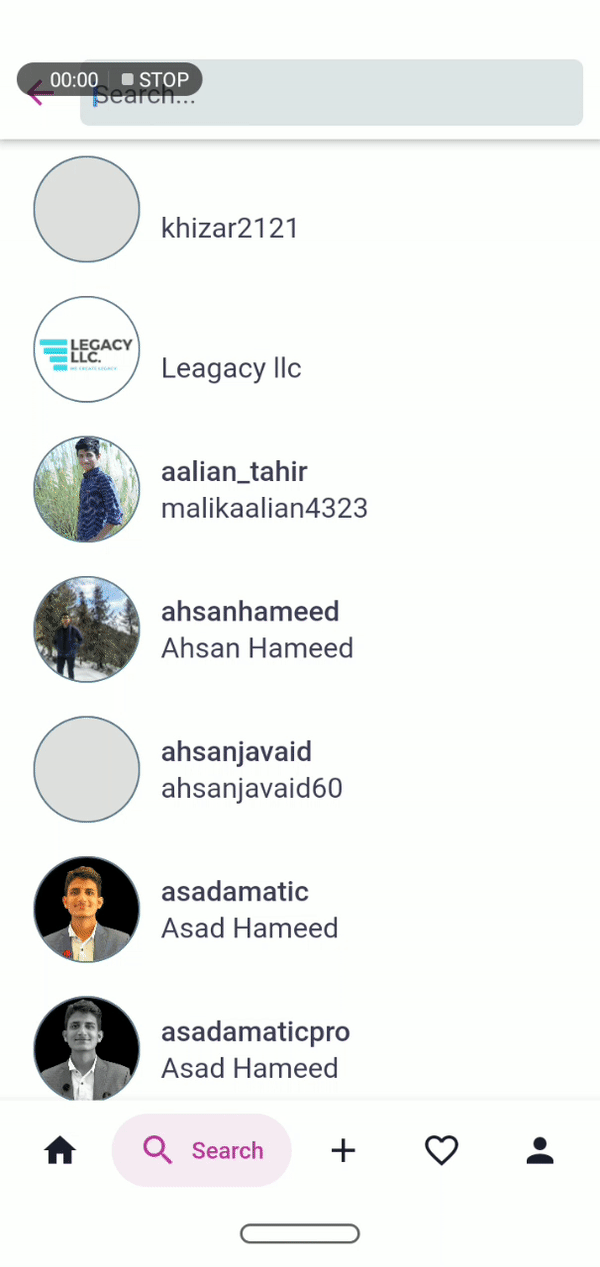 00:00 STOP
Search...
khizar2121
LEGACY
LLC.
WE CREATE LEGACY
Leagacy llc
aalian_tahir
malikaalian4323
ahsanhameed
Ahsan Hameed
ahsanjavaid
ahsanjavaid60
asadamatic
Asad Hameed
asadamaticpro
Asad Hameed
Search